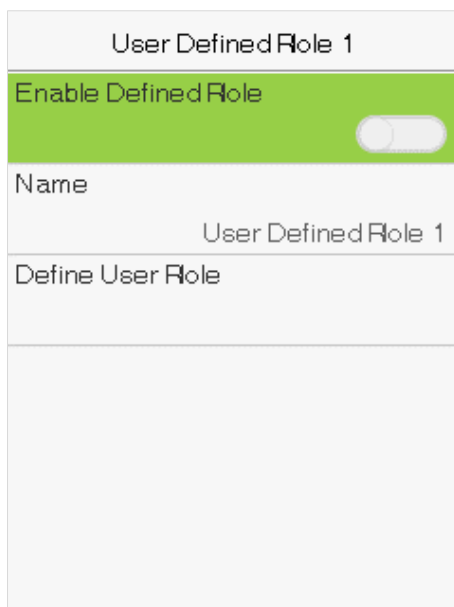 User Defined Role 1
Enable Defined Role
Name
User Defined Role 1
Define User Role